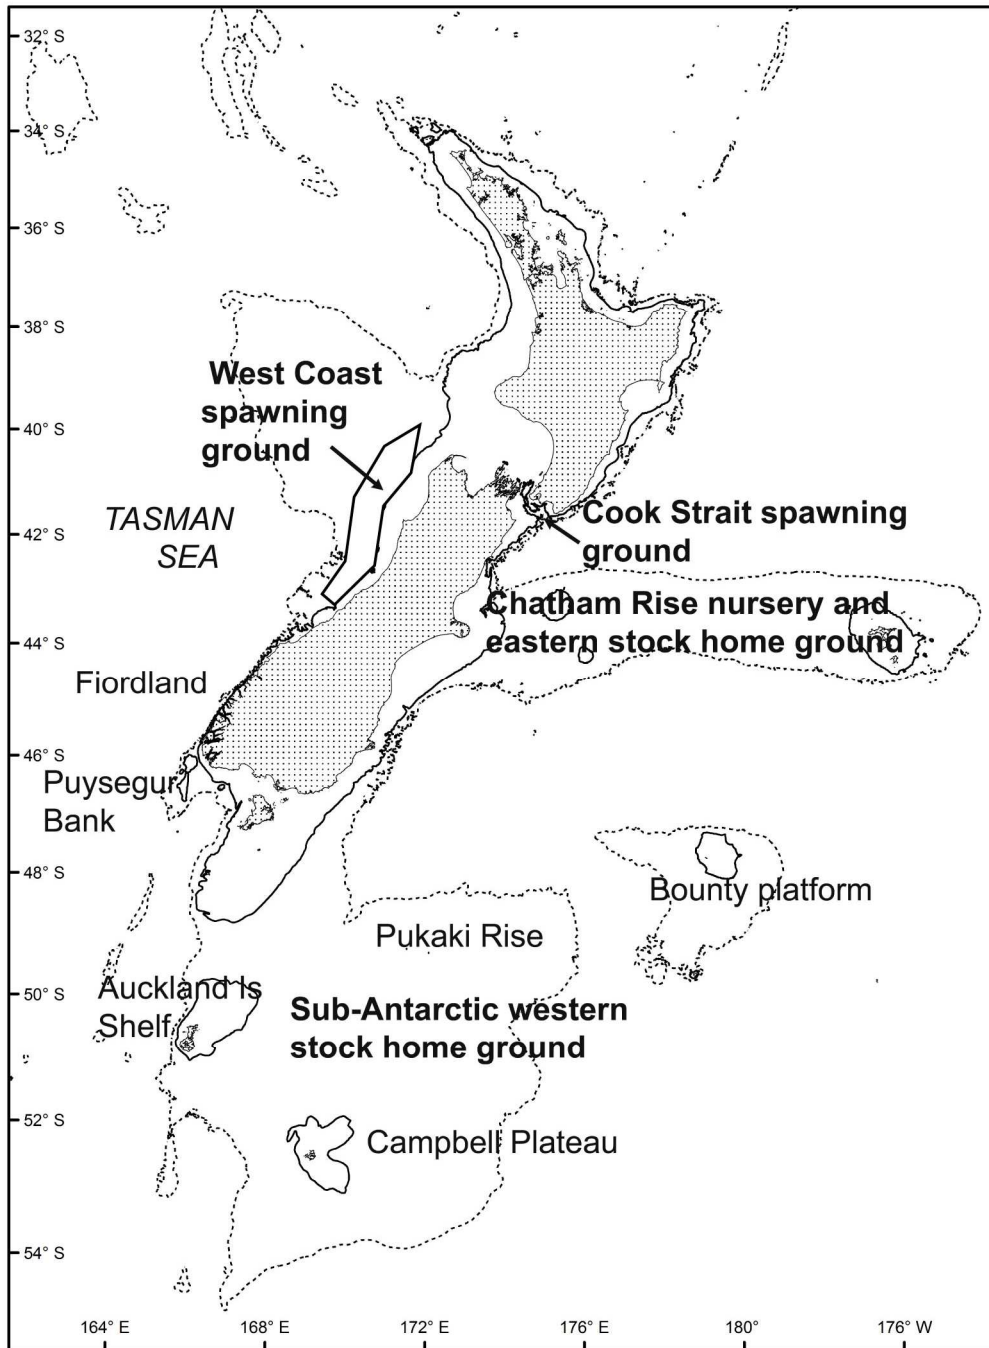 32° S
34° S
36° S
38° S
West Coast
spawning
ground
40° S
TASMAN
SEA
42° S
Cook Strait spawning
ground
Chatham Rise nursery and
eastern stock home ground
44° S
Fiordland
46° S
Puysegur
Bank
48° S
Bounty platform
Pukaki Rise
50° S
Auckland Is
Shelf
Sub-Antarctic western
stock home ground
52° S
Campbell Plateau
54° S
164° E
168° E
172° E
176° E
180°
176° W